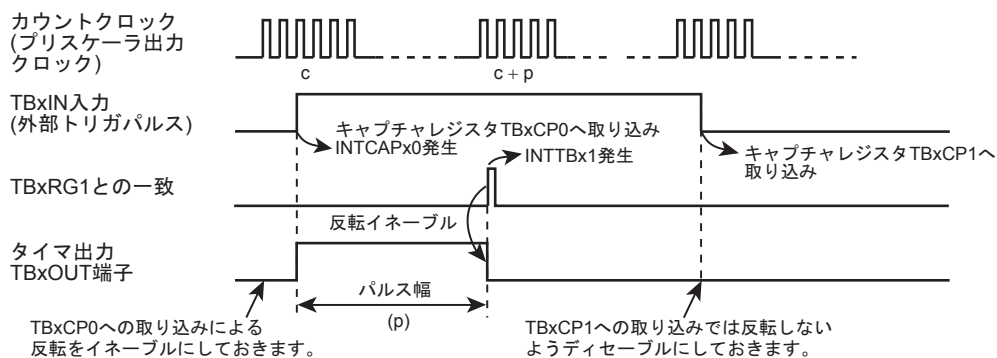 カウントクロック
(プリスケーラ出力
クロック)
c
c + p
TBxIN入力
(外部トリガパルス)
キャプチャレジスタTBxCP0へ取り込み
INTCAPx0発生
INTTBx1発生
キャプチャレジスタTBxCP1へ
取り込み
TBxRG1との一致
反転イネーブル
タイマ出力
TBxOUT端子
パルス幅
(p)
TBxCP0への取り込みによる
反転をイネーブルにしておきます。
TBxCP1への取り込みでは反転しない
ようディセーブルにしておきます。